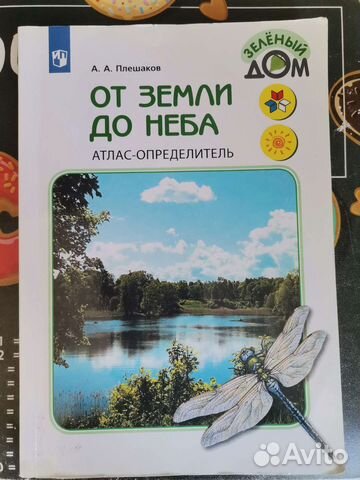 А. А. Плешаков
ЗЕЛЁНЫЙ
ДОМ
ОТ ЗЕМЛИ
ДО НЕБА
АТЛАС-ОПРЕДЕЛИТЕЛЬ
Avito